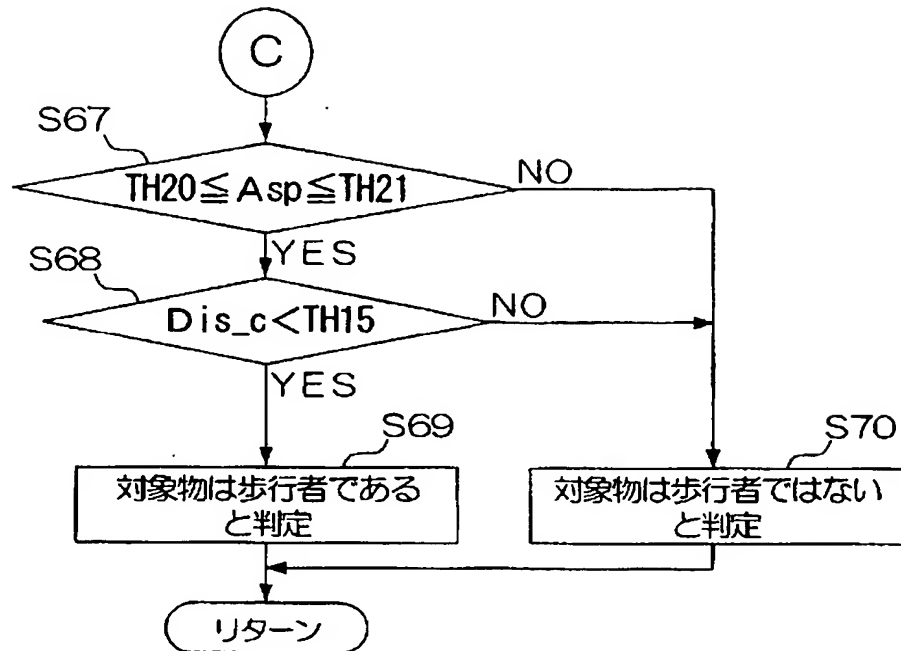 C
S67
TH20≦Asp≦TH21
NO
YES
S68
Dis_c<TH15
NO
YES
S69
対象物は歩行者である
と判定
S70
対象物は歩行者ではない
と判定
リターン